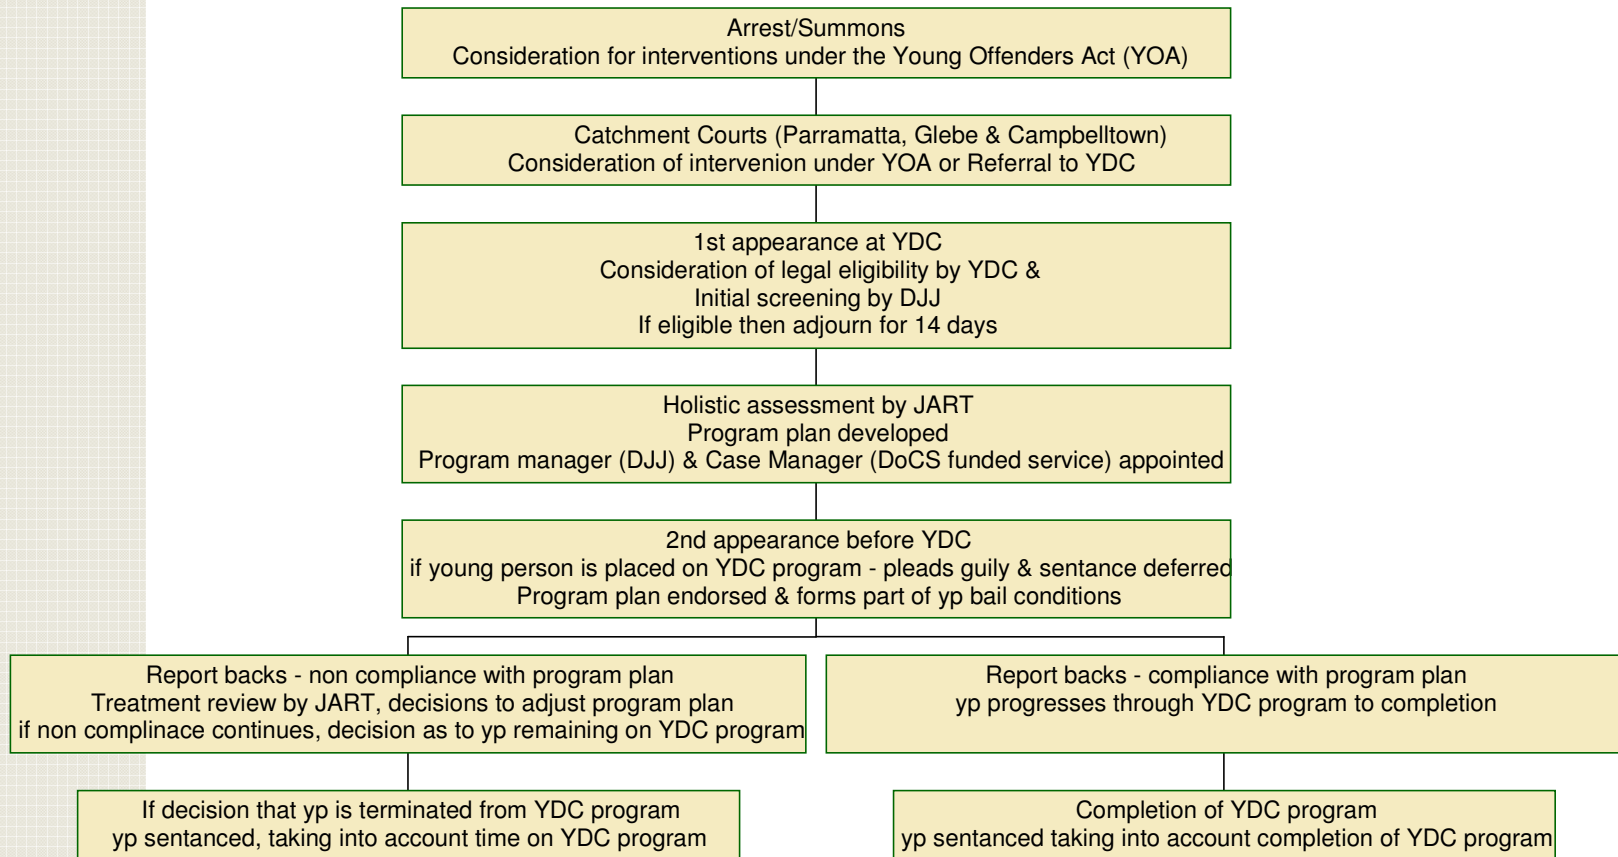 Arrest/Summons
Consideration for interventions under the Young Offenders Act (YOA)
Catchment Courts (Parramatta, Glebe & Campbelltown)
Consideration of intervenion under YOA or Referral to YDC
1st appearance at YDC
Consideration of legal eligibility by YDC &
Initial screening by DJJ
If eligible then adjourn for 14 days
Holistic assessment by JART
Program plan developed
Program manager (DJJ) & Case Manager (DoCS funded service) appointed
2nd appearance before YDC
if young person is placed on YDC program - pleads guily & sentance deferred
Program plan endorsed & forms part of yp bail conditions
Report backs - non compliance with program plan
Treatment review by JART, decisions to adjust program plan
if non complinace continues, decision as to yp remaining on YDC program
Report backs - compliance with program plan
yp progresses through YDC program to completion
If decision that yp is terminated from YDC program
yp sentanced, taking into account time on YDC program
Completion of YDC program
yp sentanced taking into account completion of YDC program